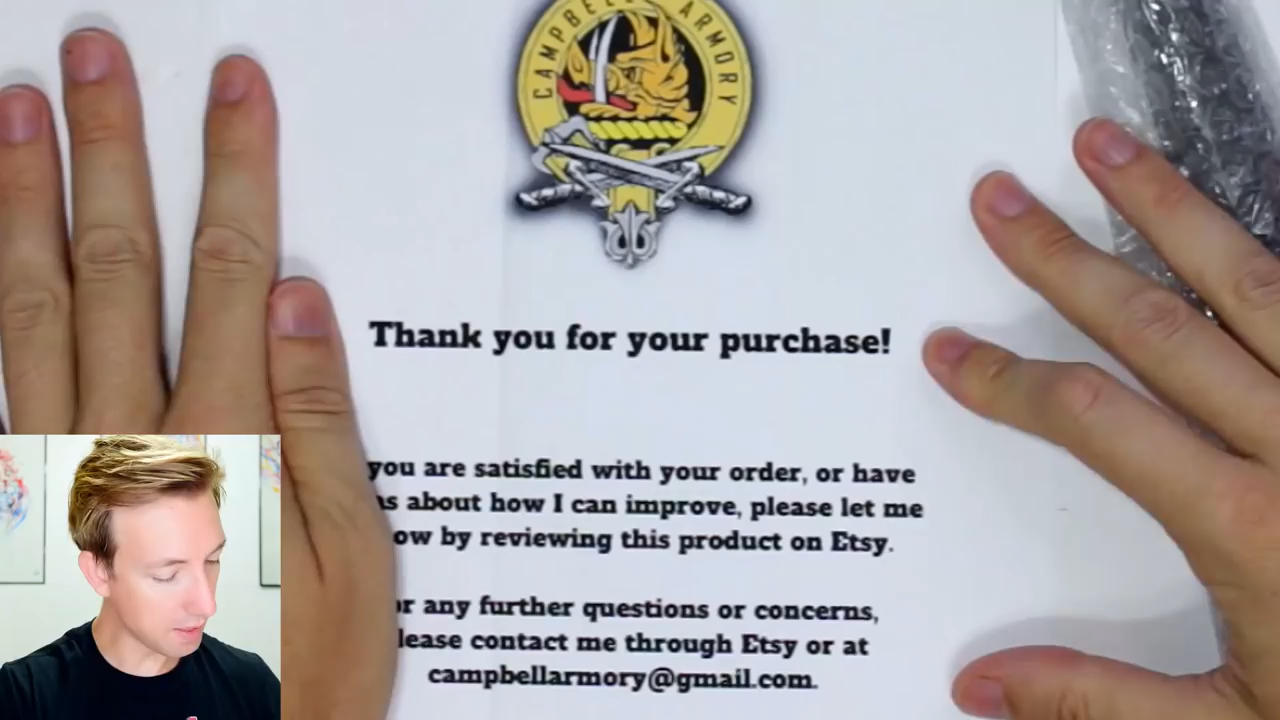 CAMPBELL ARMORY
Thank you for your purchase!
you are satisfied with your order, or have
about how I can improve, please let me
by reviewing this product on Etsy.
any further questions or concerns,
contact me through Etsy or at
campbellarmory@gmail.com.